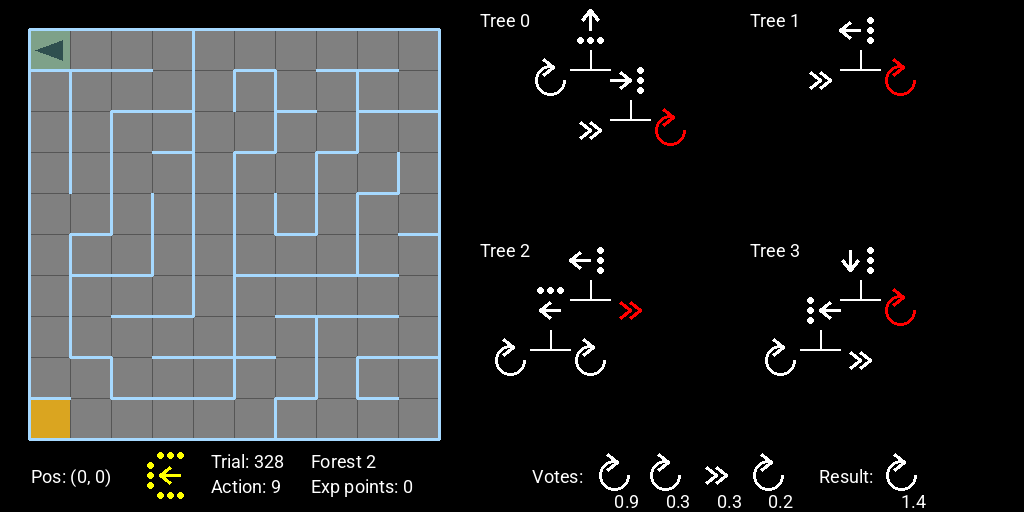 Tree 0
Tree 1
Tree 2
Tree 3
Pos: (0, 0)
Trial: 328
Forest 2
Action: 9
Exp points: 0
Votes:
0.9
0.3
0.3
0.2
Result:
1.4